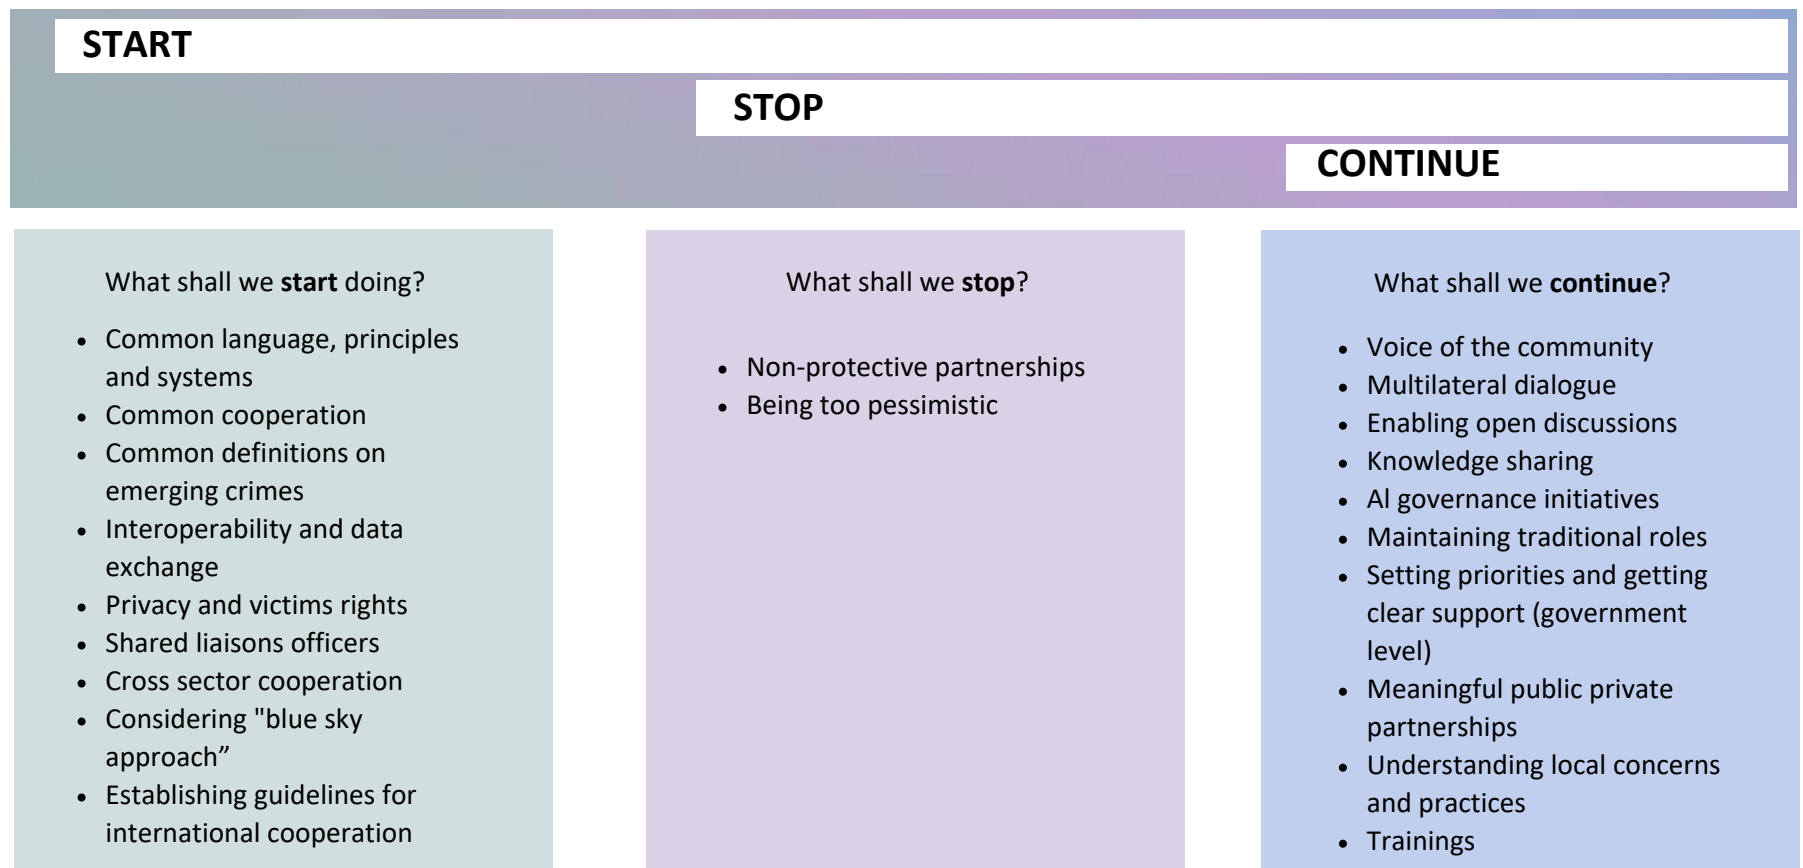 START
STOP
CONTINUE
What shall we start doing?
• Common language, principles
and systems
• Common cooperation
• Common definitions on
emerging crimes
• Interoperability and data
exchange
• Privacy and victims rights
• Shared liaisons officers
• Cross sector cooperation
• Considering "blue sky
approach”
• Establishing guidelines for
international cooperation
What shall we stop?
• Non-protective partnerships
• Being too pessimistic
What shall we continue?
• Voice of the community
• Multilateral dialogue
• Enabling open discussions
• Knowledge sharing
• Al governance initiatives
• Maintaining traditional roles
• Setting priorities and getting
clear support (government
level)
• Meaningful public private
partnerships
• Understanding local concerns
and practices
• Trainings